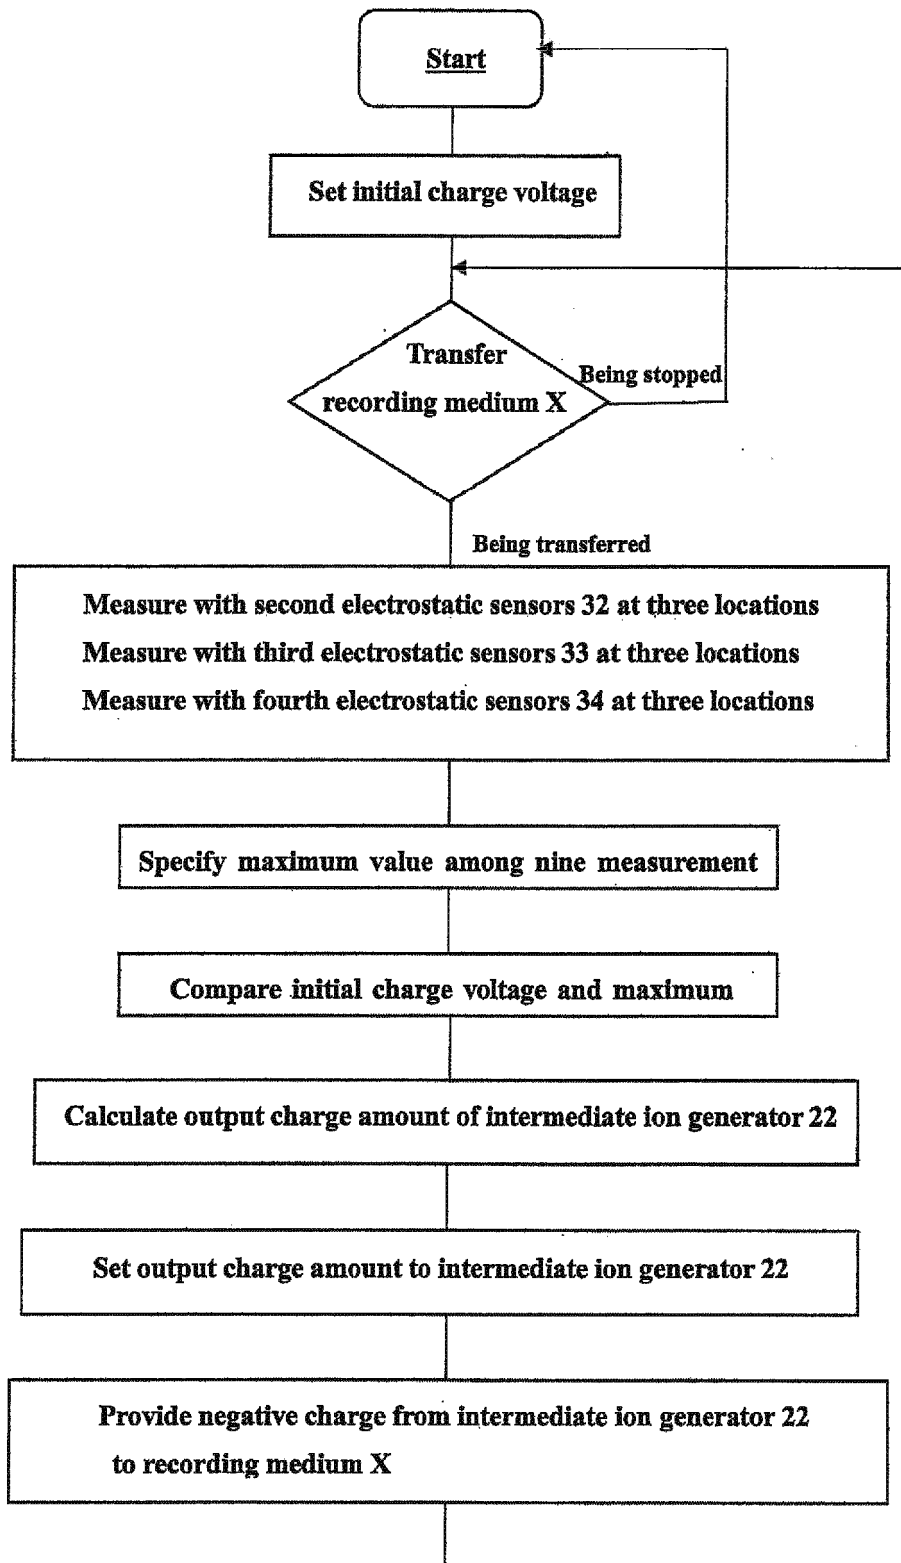 Start
Set initial charge voltage
Transfer
recording medium X
Being stopped
Being transferred
Measure with second electrostatic sensors 32 at three locations
Measure with third electrostatic sensors 33 at three locations
Measure with fourth electrostatic sensors 34 at three locations
Specify maximum value among nine measurement
Compare initial charge voltage and maximum
Calculate output charge amount of intermediate ion generator 22
Set output charge amount to intermediate ion generator 22
Provide negative charge from intermediate ion generator 22
to recording medium X